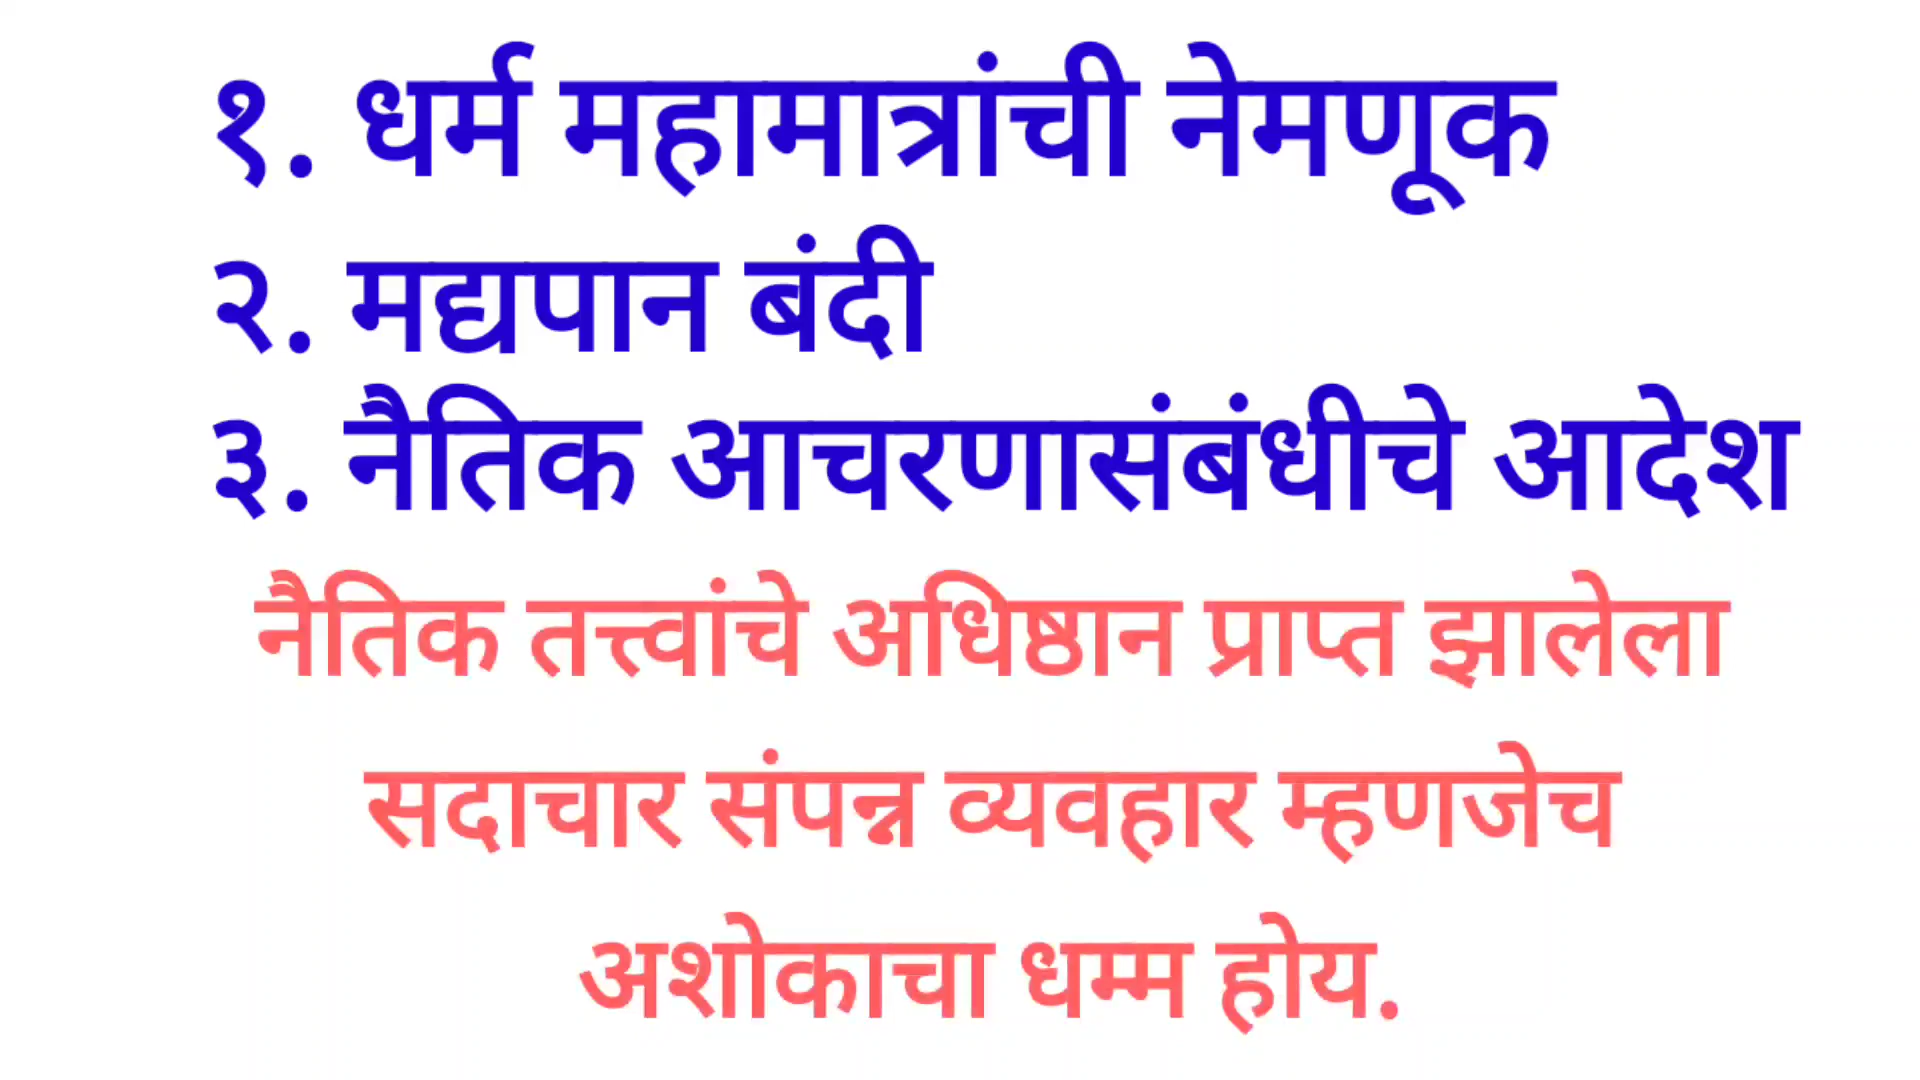 १. धर्म महामात्रांची नेमणूक
२. मद्यपान बंदी
३. नैतिक आचरणासंबंधीचे आदेश
नैतिक तत्त्वांचे अधिष्ठान प्राप्त झालेला
सदाचार संपन्न व्यवहार म्हणजेच
अशोकाचा धम्म होय.